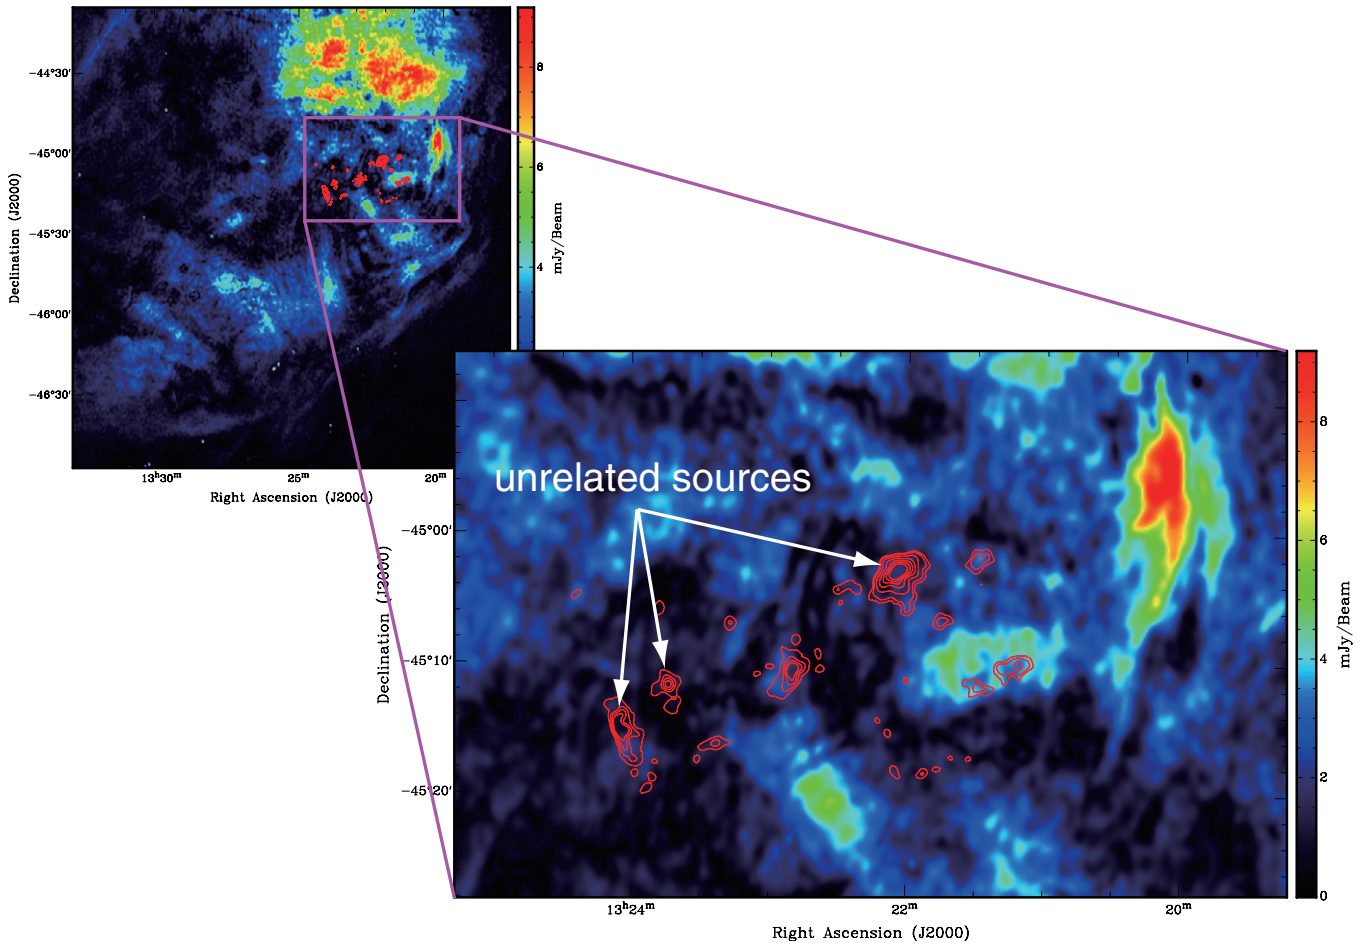 −44°30′
−45°00′
−45°30′
−46°00′
−46°30′
Declination (J2000)
13ʰ30ᵐ
25ᵐ
20ᵐ
Right Ascension (J2000)
8
6
4
mJy/Beam
unrelated sources
−45°00′
−45°10′
−45°20′
Declination (J2000)
13ʰ24ᵐ
22ᵐ
20ᵐ
Right Ascension (J2000)
8
6
4
2
0
mJy/Beam